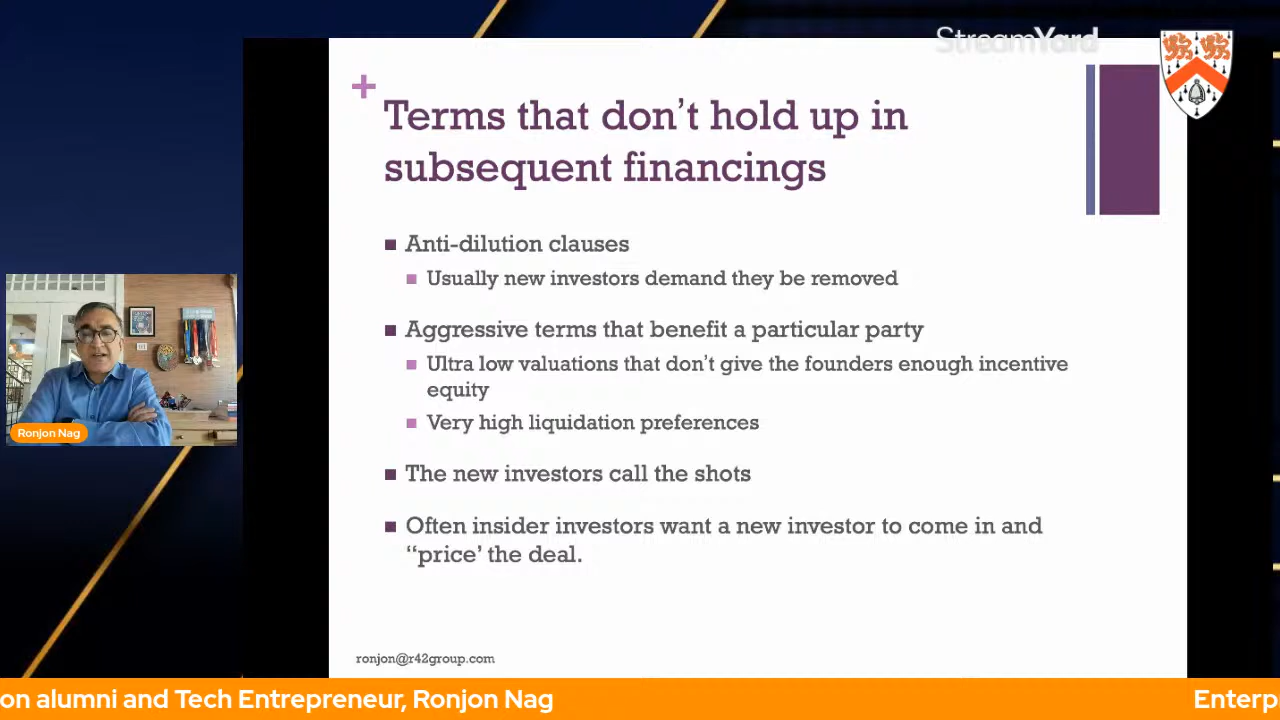 StreamYard
+
Terms that don’t hold up in
subsequent financings
Anti-dilution clauses
Usually new investors demand they be removed
Aggressive terms that benefit a particular party
Ultra low valuations that don’t give the founders enough incentive
equity
Very high liquidation preferences
The new investors call the shots
Often insider investors want a new investor to come in and
“price’ the deal.
ronjon@r42group.com
Ronjon Nag
on alumni and Tech Entrepreneur, Ronjon Nag
Enterp